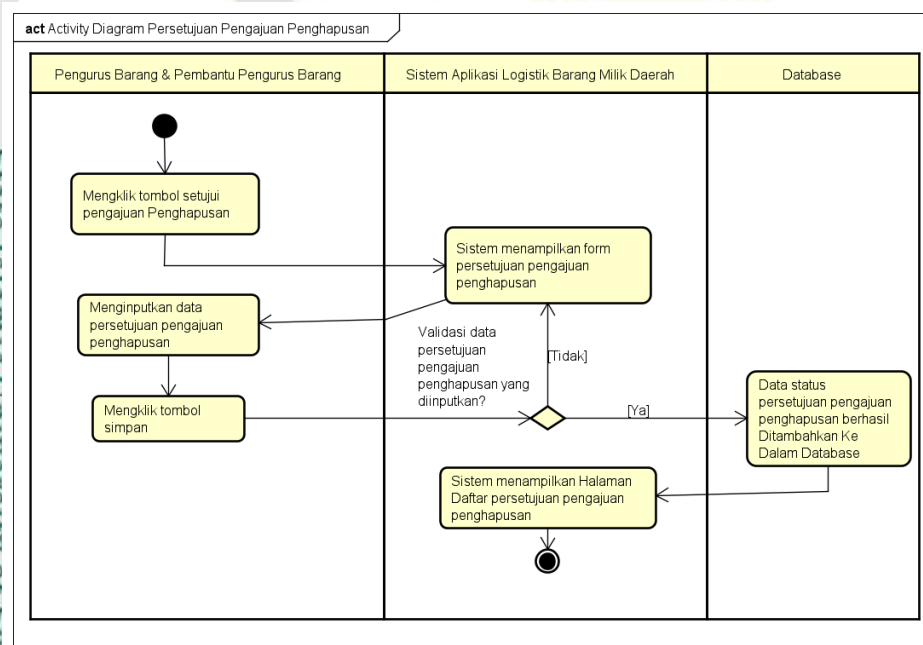 act Activity Diagram Persetujuan Pengajuan Penghapusan
Pengurus Barang & Pembantu Pengurus Barang
Sistem Aplikasi Logistik Barang Milik Daerah
Database
Mengklik tombol setujui
pengajuan Penghapusan
Sistem menampilkan form
persetujuan pengajuan
penghapusan
Menginputkan data
persetujuan pengajuan
penghapusan
Mengklik tombol
simpan
Validasi data
persetujuan
pengajuan
penghapusan yang
diinputkan?
[Tidak]
[Ya]
Data status
persetujuan pengajuan
penghapusan berhasil
Ditambahkan Ke
Dalam Database
Sistem menampilkan Halaman
Daftar persetujuan pengajuan
penghapusan